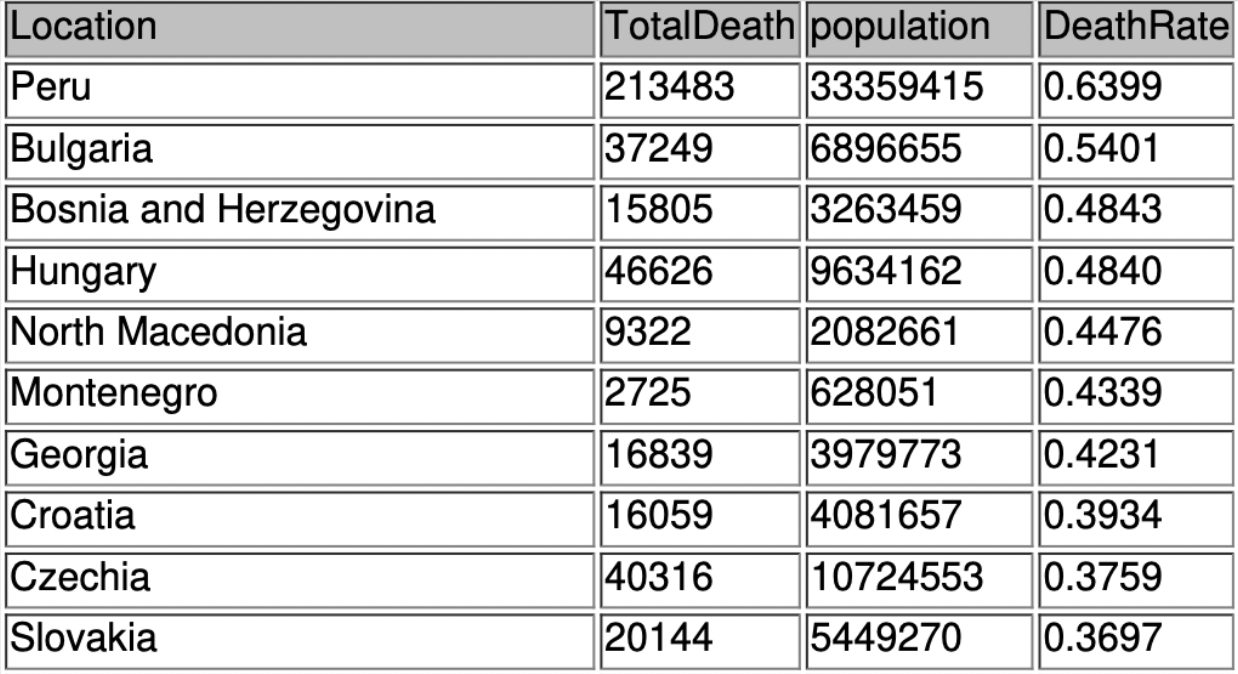 Location TotalDeath population DeathRate
Peru 213483 33359415 0.6399
Bulgaria 37249 6896655 0.5401
Bosnia and Herzegovina 15805 3263459 0.4843
Hungary 46626 9634162 0.4840
North Macedonia 9322 2082661 0.4476
Montenegro 2725 628051 0.4339
Georgia 16839 3979773 0.4231
Croatia 16059 4081657 0.3934
Czechia 40316 10724553 0.3759
Slovakia 20144 5449270 0.3697